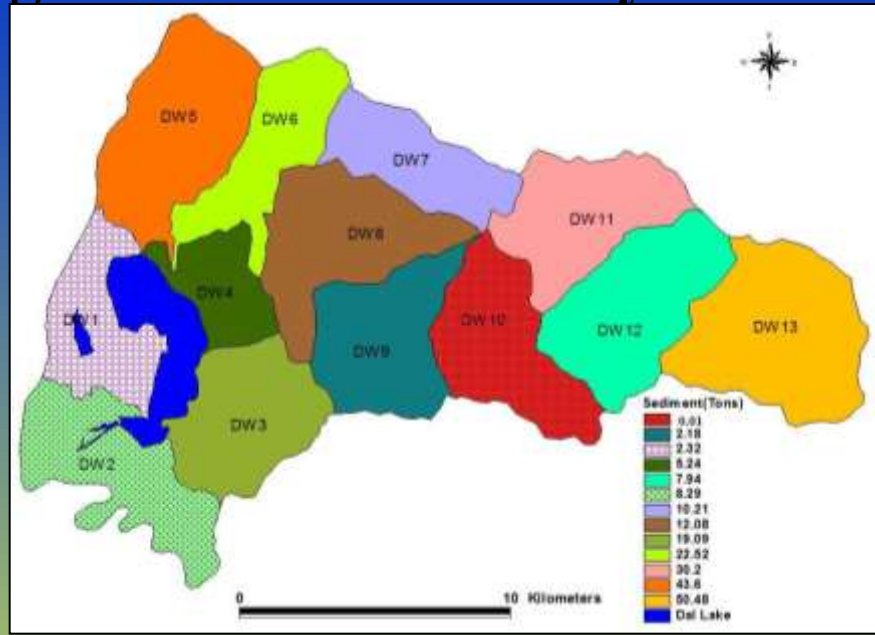 DW5
DW6
DW7
DW11
DW8
DW4
DW10
DW1
DW12
DW13
DW9
DW3
DW2
Sediment(Tons)
0.01
2.18
2.32
5.24
7.94
8.29
10.21
12.08
19.09
22.52
30.2
43.6
50.48
Dal Lake
0 10 Kilometers